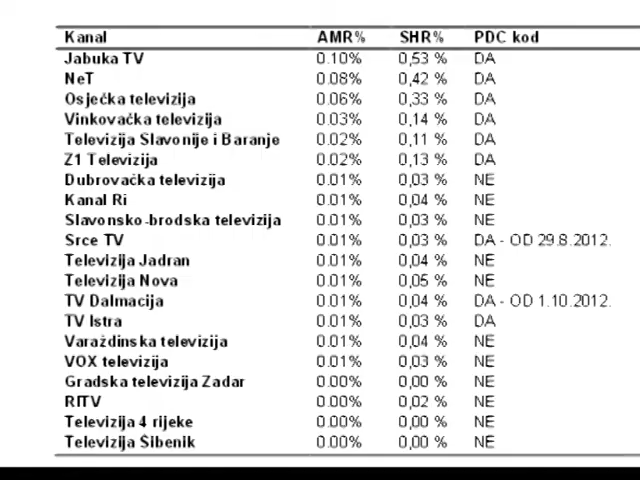 Kanal AMR% SHR% PDC kod
Jabuka TV 0.10% 0,53 % DA
NeT 0.08% 0,42 % DA
Osječka televizija 0.06% 0,33 % DA
Vinkovačka televizija 0.03% 0,14 % DA
Televizija Slavonije i Baranje 0.02% 0,11 % DA
Z1 Televizija 0.02% 0,13 % DA
Dubrovačka televizija 0.01% 0,03 % NE
Kanal Ri 0.01% 0,04 % NE
Slavonsko-brodska televizija 0.01% 0,03 % NE
Srce TV 0.01% 0,03 % DA - OD 29.8.2012.
Televizija Jadran 0.01% 0,04 % NE
Televizija Nova 0.01% 0,05 % NE
TV Dalmacija 0.01% 0,04 % DA - OD 1.10.2012.
TV Istra 0.01% 0,03 % DA
Varaždinska televizija 0.01% 0,04 % NE
VOX televizija 0.01% 0,03 % NE
Gradska televizija Zadar 0.00% 0,00 % NE
RITV 0.00% 0,02 % NE
Televizija 4 rijeke 0.00% 0,00 % NE
Televizija Šibenik 0.00% 0,00 % NE